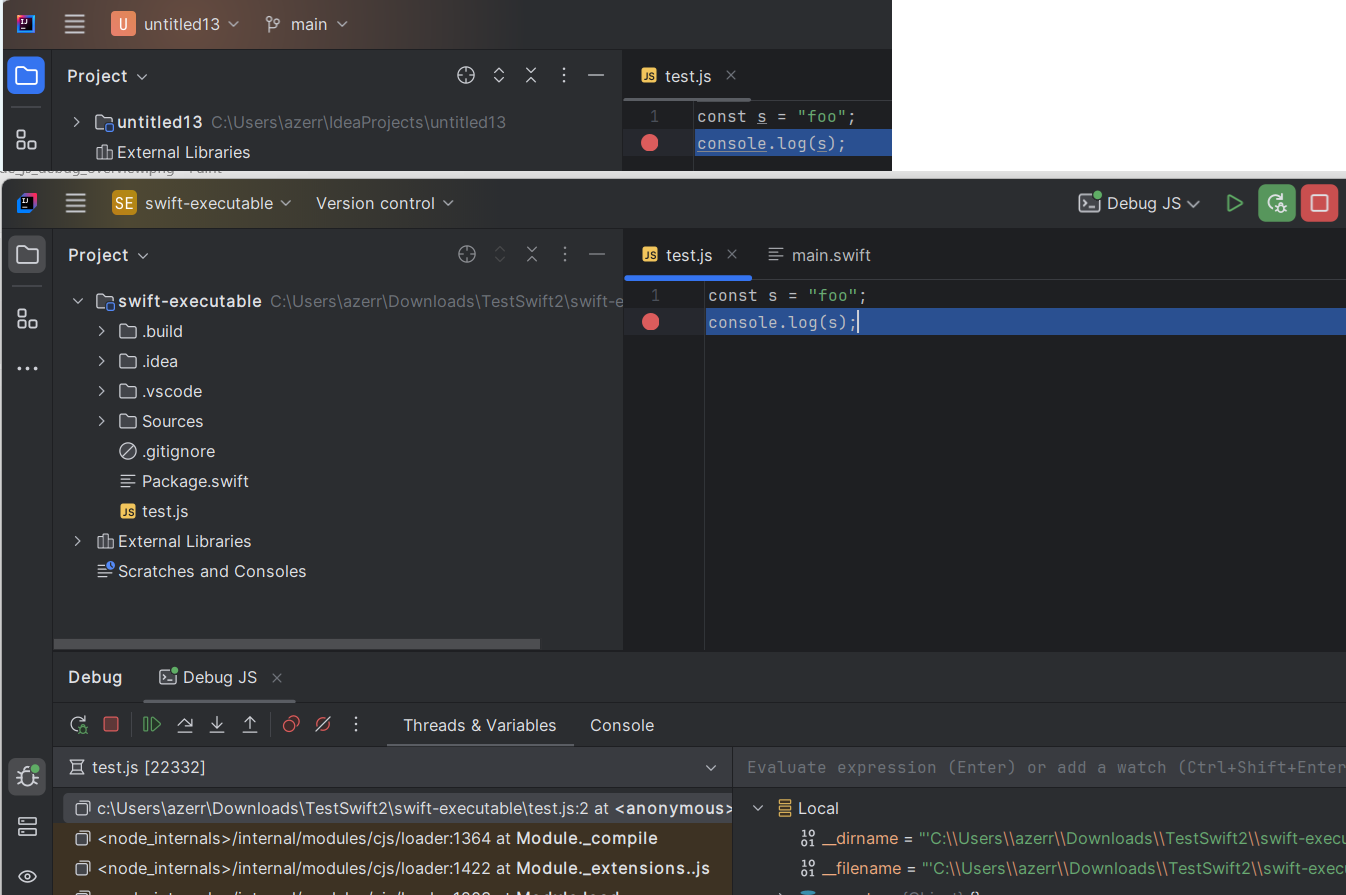 U untitled13 main
Project
untitled13 C:\Users\azerr\IdeaProjects\untitled13
External Libraries
JS test.js
1 const s = "foo";
console.log(s);
SE swift-executable Version control Debug JS
Project
swift-executable C:\Users\azerr\Downloads\TestSwift2\swift-e
.build
.idea
.vscode
Sources
.gitignore
Package.swift
JS test.js
External Libraries
Scratches and Consoles
JS test.js main.swift
1 const s = "foo";
console.log(s);
Debug Debug JS
Threads & Variables Console
test.js [22332]
Evaluate expression (Enter) or add a watch (Ctrl+Shift+Enter
c:\Users\azerr\Downloads\TestSwift2\swift-executable\test.js:2 at <anonymous>
<node_internals>/internal/modules/cjs/loader:1364 at Module._compile
<node_internals>/internal/modules/cjs/loader:1422 at Module._extensions..js
Local
__dirname = "'C:\\Users\\azerr\\Downloads\\TestSwift2\\swift-execu
__filename = "'C:\\Users\\azerr\\Downloads\\TestSwift2\\swift-execu